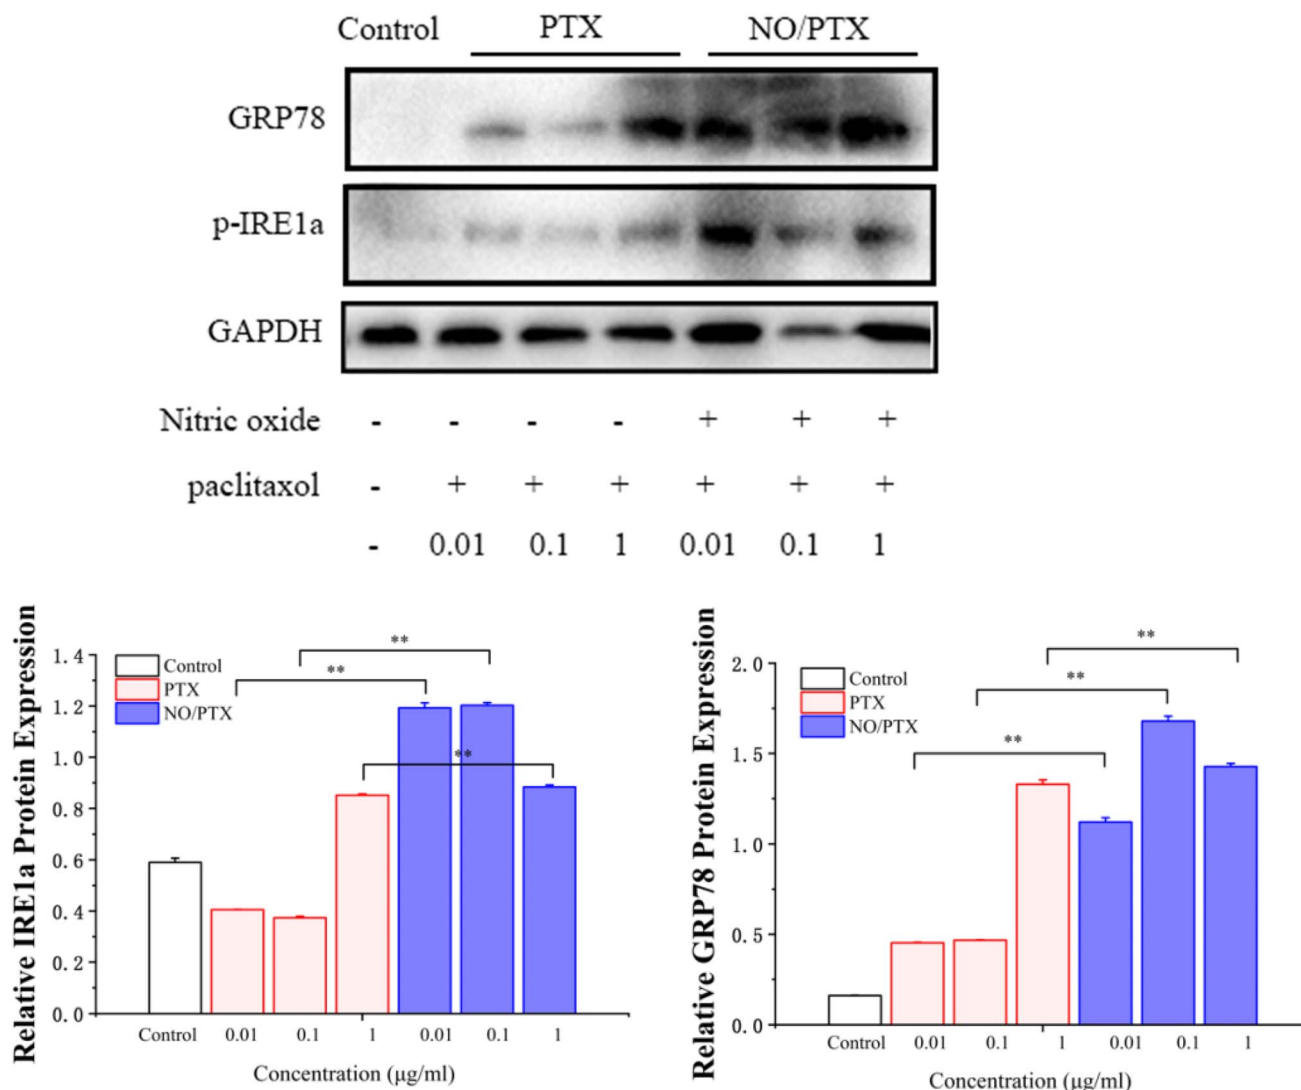 Control PTX NO/PTX
GRP78
p-IRE1a
GAPDH
Nitric oxide - - - - + + +
paclitaxol - + + + + + +
- 0.01 0.1 1 0.01 0.1 1
Relative IRE1a Protein Expression
1.4
1.2
1.0
0.8
0.6
0.4
0.2
0.0
Control
PTX
NO/PTX
**
**
**
Control 0.01 0.1 1 0.01 0.1 1
Concentration (μg/ml)
Relative GRP78 Protein Expression
2.0
1.5
1.0
0.5
0.0
Control
PTX
NO/PTX
**
**
**
Control 0.01 0.1 1 0.01 0.1 1
Concentration (μg/ml)